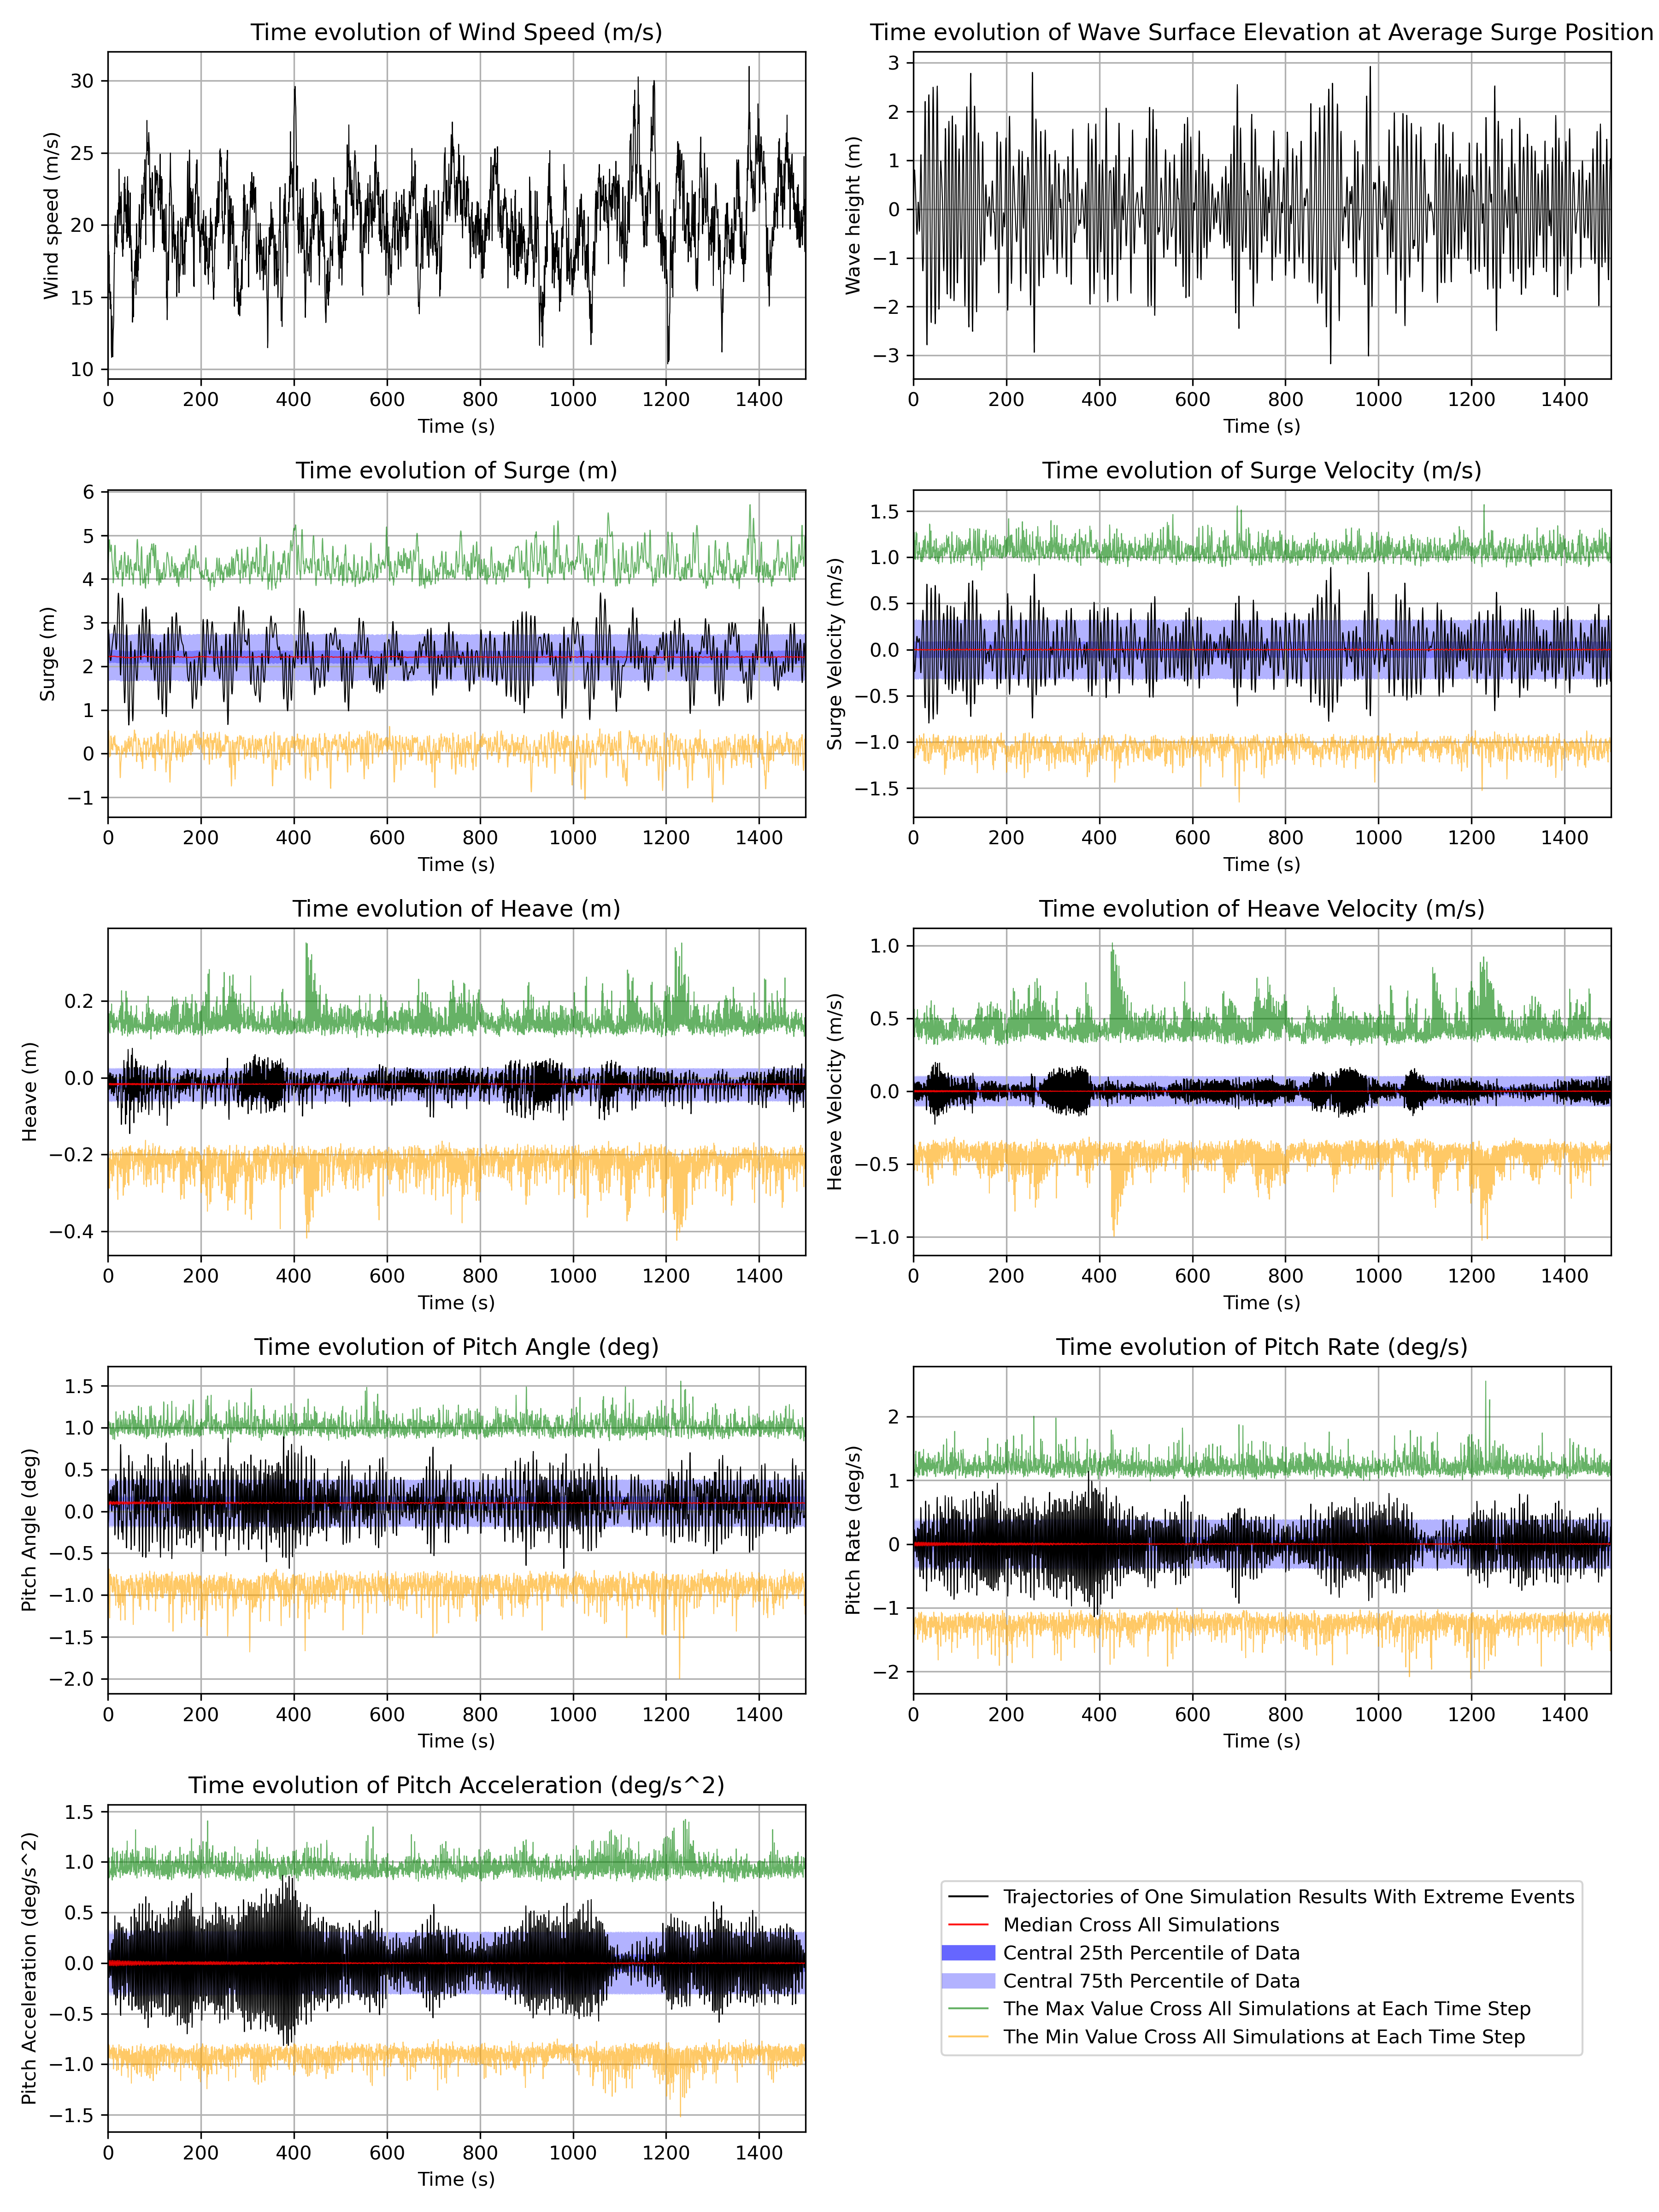 Time evolution of Wind Speed (m/s)
Wind speed (m/s)
30
25
20
15
10
0 200 400 600 800 1000 1200 1400
Time (s)
Time evolution of Wave Surface Elevation at Average Surge Position
Wave height (m)
3
2
1
0
−1
−2
−3
0 200 400 600 800 1000 1200 1400
Time (s)
Time evolution of Surge (m)
Surge (m)
6
5
4
3
2
1
0
−1
0 200 400 600 800 1000 1200 1400
Time (s)
Time evolution of Surge Velocity (m/s)
Surge Velocity (m/s)
1.5
1.0
0.5
0.0
−0.5
−1.0
−1.5
0 200 400 600 800 1000 1200 1400
Time (s)
Time evolution of Heave (m)
Heave (m)
0.2
0.0
−0.2
−0.4
0 200 400 600 800 1000 1200 1400
Time (s)
Time evolution of Heave Velocity (m/s)
Heave Velocity (m/s)
1.0
0.5
0.0
−0.5
−1.0
0 200 400 600 800 1000 1200 1400
Time (s)
Time evolution of Pitch Angle (deg)
Pitch Angle (deg)
1.5
1.0
0.5
0.0
−0.5
−1.0
−1.5
−2.0
0 200 400 600 800 1000 1200 1400
Time (s)
Time evolution of Pitch Rate (deg/s)
Pitch Rate (deg/s)
2
1
0
−1
−2
0 200 400 600 800 1000 1200 1400
Time (s)
Time evolution of Pitch Acceleration (deg/s^2)
Pitch Acceleration (deg/s^2)
1.5
1.0
0.5
0.0
−0.5
−1.0
−1.5
0 200 400 600 800 1000 1200 1400
Time (s)
Trajectories of One Simulation Results With Extreme Events
Median Cross All Simulations
Central 25th Percentile of Data
Central 75th Percentile of Data
The Max Value Cross All Simulations at Each Time Step
The Min Value Cross All Simulations at Each Time Step